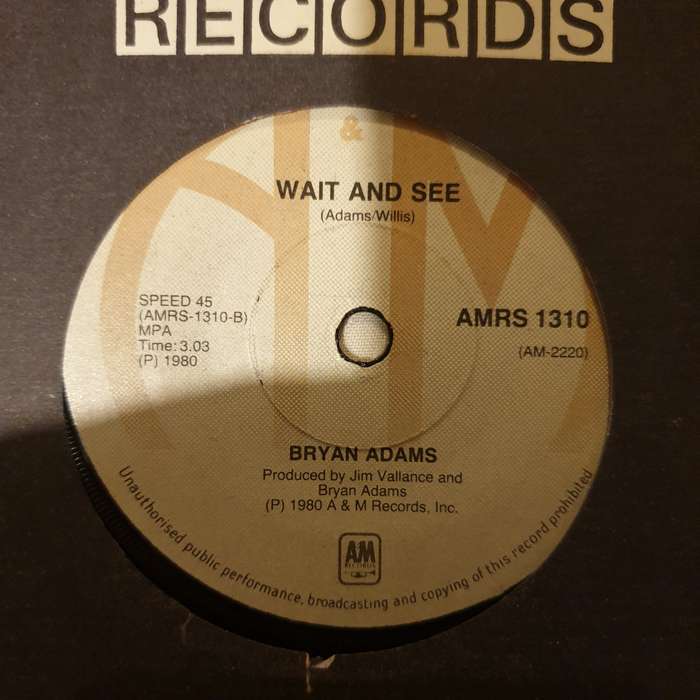 RECORDS
&
WAIT AND SEE
(Adams/Willis)
SPEED 45
(AMRS-1310-B)
MPA
Time: 3.03
(P) 1980
AMRS 1310
(AM-2220)
BRYAN ADAMS
Produced by Jim Vallance and
Bryan Adams
(P) 1980 A & M Records, Inc.
AM
RECORDS
Unauthorised public performance, broadcasting and copying of this record prohibited